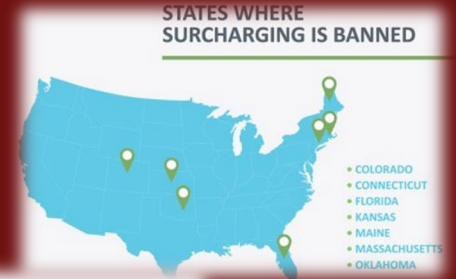 STATES WHERE
SURCHARGING IS BANNED
• COLORADO
• CONNECTICUT
• FLORIDA
• KANSAS
• MAINE
• MASSACHUSETTS
• OKLAHOMA